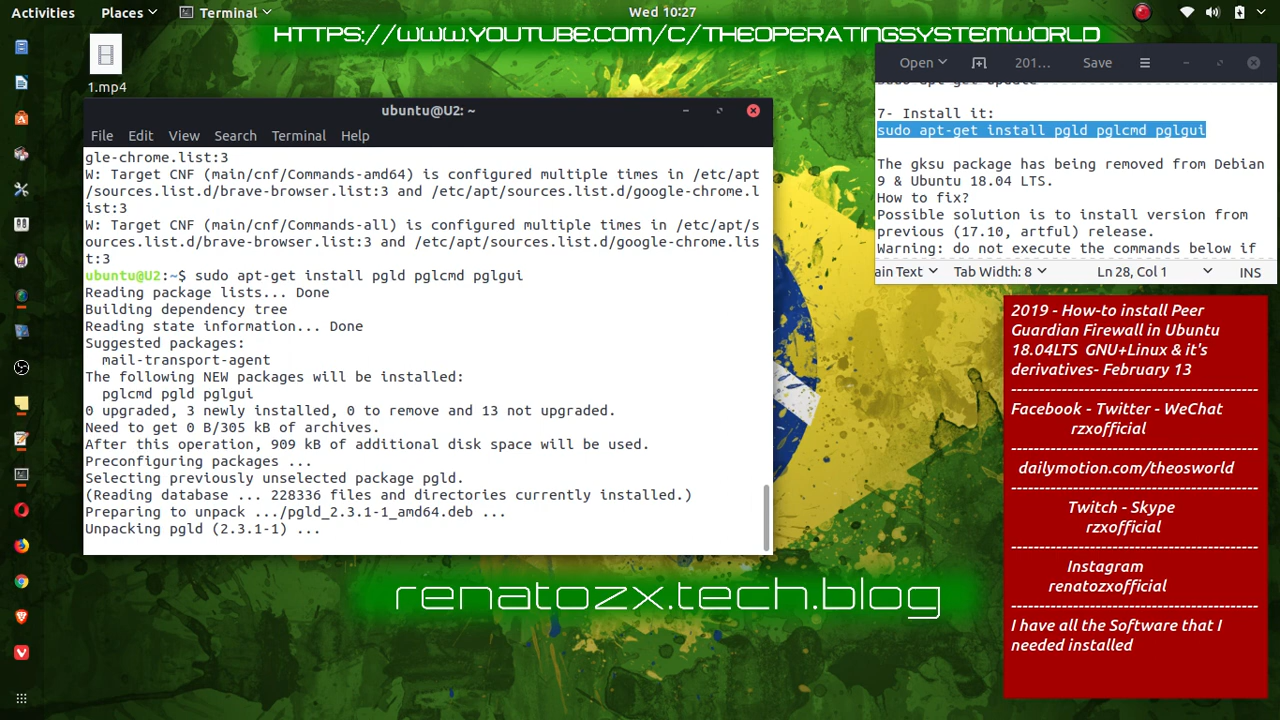 Activities Places Terminal Wed 10:27
HTTPS://WWW.YOUTUBE.COM/C/THEOPERATINGSYSTEMWORLD
1.mp4
ubuntu@U2: ~
File Edit View Search Terminal Help
gle-chrome.list:3
W: Target CNF (main/cnf/Commands-amd64) is configured multiple times in /etc/apt
/sources.list.d/brave-browser.list:3 and /etc/apt/sources.list.d/google-chrome.l
ist:3
W: Target CNF (main/cnf/Commands-all) is configured multiple times in /etc/apt/s
ources.list.d/brave-browser.list:3 and /etc/apt/sources.list.d/google-chrome.lis
t:3
ubuntu@U2:~$ sudo apt-get install pgld pglcmd pglgui
Reading package lists... Done
Building dependency tree
Reading state information... Done
Suggested packages:
mail-transport-agent
The following NEW packages will be installed:
pglcmd pgld pglgui
0 upgraded, 3 newly installed, 0 to remove and 13 not upgraded.
Need to get 0 B/305 kB of archives.
After this operation, 909 kB of additional disk space will be used.
Preconfiguring packages ...
Selecting previously unselected package pgld.
(Reading database ... 228336 files and directories currently installed.)
Preparing to unpack .../pgld_2.3.1-1_amd64.deb ...
Unpacking pgld (2.3.1-1) ...
Open 201... Save
sudo apt-get update
7- Install it:
sudo apt-get install pgld pglcmd pglgui
The gksu package has being removed from Debian
9 & Ubuntu 18.04 LTS.
How to fix?
Possible solution is to install version from
previous (17.10, artful) release.
Warning: do not execute the commands below if
ain Text Tab Width: 8 Ln 28, Col 1 INS
2019 - How-to install Peer
Guardian Firewall in Ubuntu
18.04LTS GNU+Linux & it's
derivatives- February 13
--------------------------------------------
Facebook - Twitter - WeChat
rzxofficial
--------------------------------------------
dailymotion.com/theosworld
--------------------------------------------
Twitch - Skype
rzxofficial
--------------------------------------------
Instagram
renatozxofficial
--------------------------------------------
I have all the Software that I
needed installed
renatozx.tech.blog